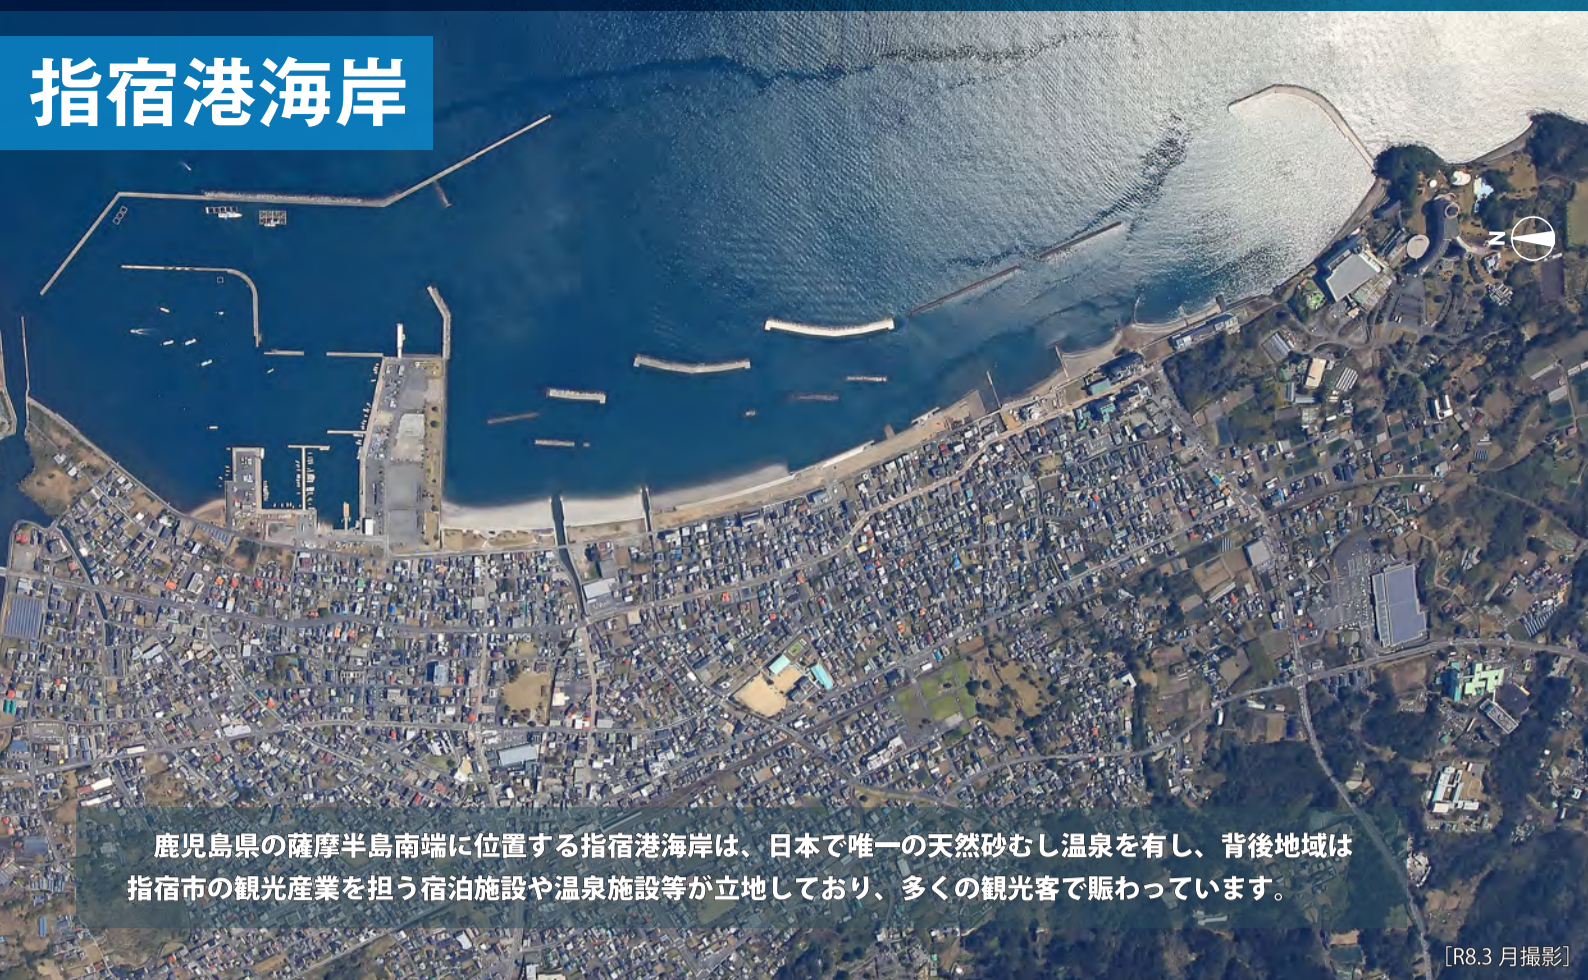 指宿港海岸
N
鹿児島県の薩摩半島南端に位置する指宿港海岸は、日本で唯一の天然砂むし温泉を有し、背後地域は
指宿市の観光産業を担う宿泊施設や温泉施設等が立地しており、多くの観光客で賑わっています。
［R8.3 月撮影］